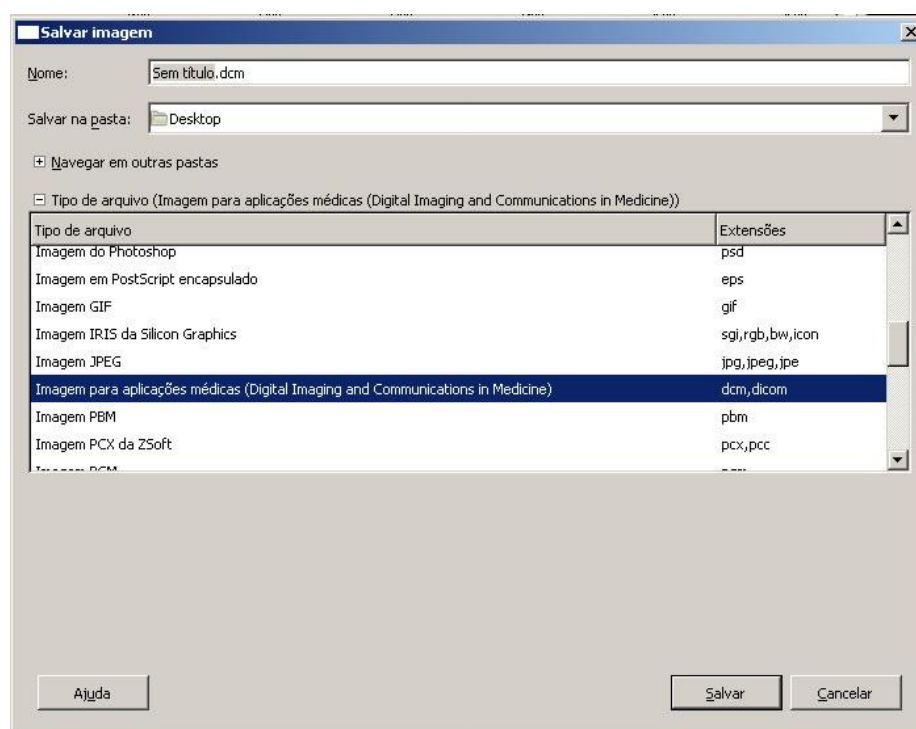 Salvar imagem
Nome: Sem título.dcm
Salvar na pasta: Desktop
Navegar em outras pastas
Tipo de arquivo (Imagem para aplicações médicas (Digital Imaging and Communications in Medicine))
Tipo de arquivo Extensões
Imagem do Photoshop psd
Imagem em PostScript encapsulado eps
Imagem GIF gif
Imagem IRIS da Silicon Graphics sgi,rgb,bw,icon
Imagem JPEG jpg,jpeg,jpe
Imagem para aplicações médicas (Digital Imaging and Communications in Medicine) dcm,dicom
Imagem PBM pbm
Imagem PCX da ZSoft pcx,pcc
Ajuda Salvar Cancelar